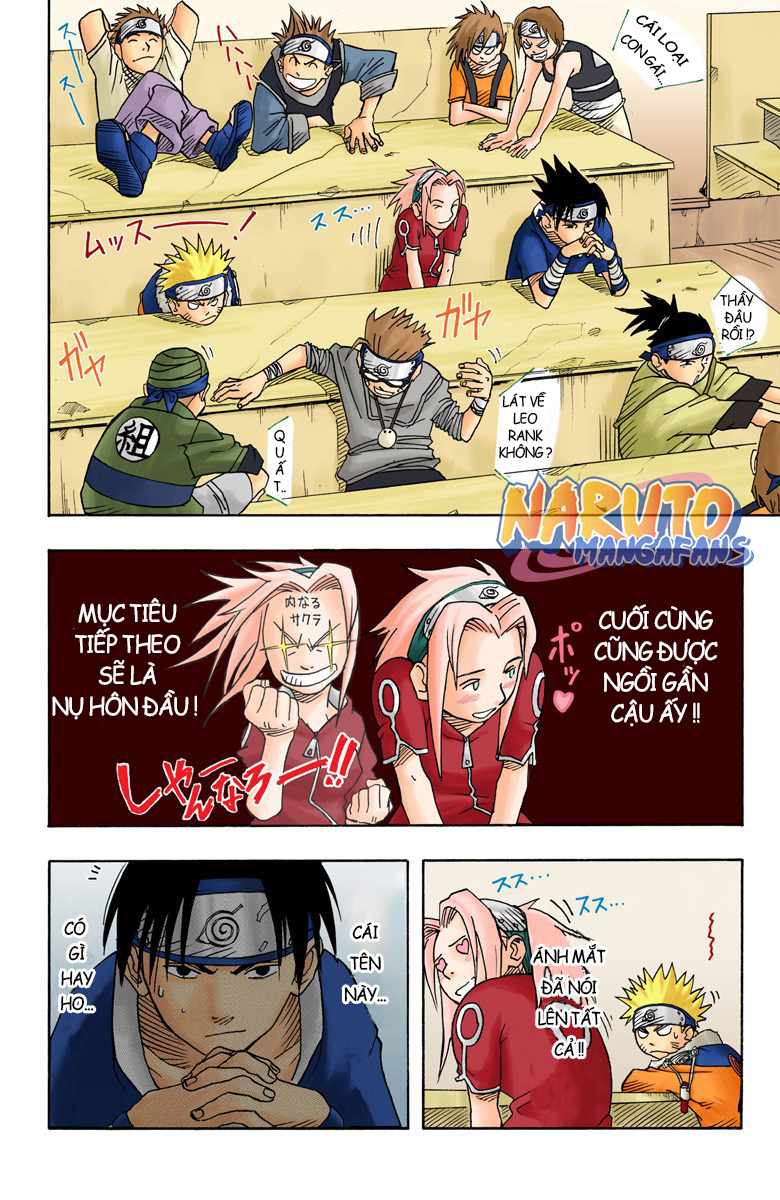 スースー
ハハハハ
CÁI LOẠI
CON GÁI...
ムッスー！
スス…
THẦY
ĐÂU
RỒI!?
ガヤ
ガヤ
組
QUẤT..
LÁT VỀ
LEO
RANK
KHÔNG?
NARUTO
MANGAFANS
CUỐI CÙNG
CŨNG ĐƯỢC
NGỒI GẦN
CẬU ẤY !!
ポッ♥
内なる
サクラ
MỤC TIÊU
TIẾP THEO
SẼ LÀ
NỤ HÔN ĐẦU !
しゃーんなろー!!
スス…
スス…
ÁNH MẮT
ĐÃ NÓI
LÊN TẤT
CẢ !!
CÁI
TÊN
NÀY...
CÓ
GÌ
HAY
HO...